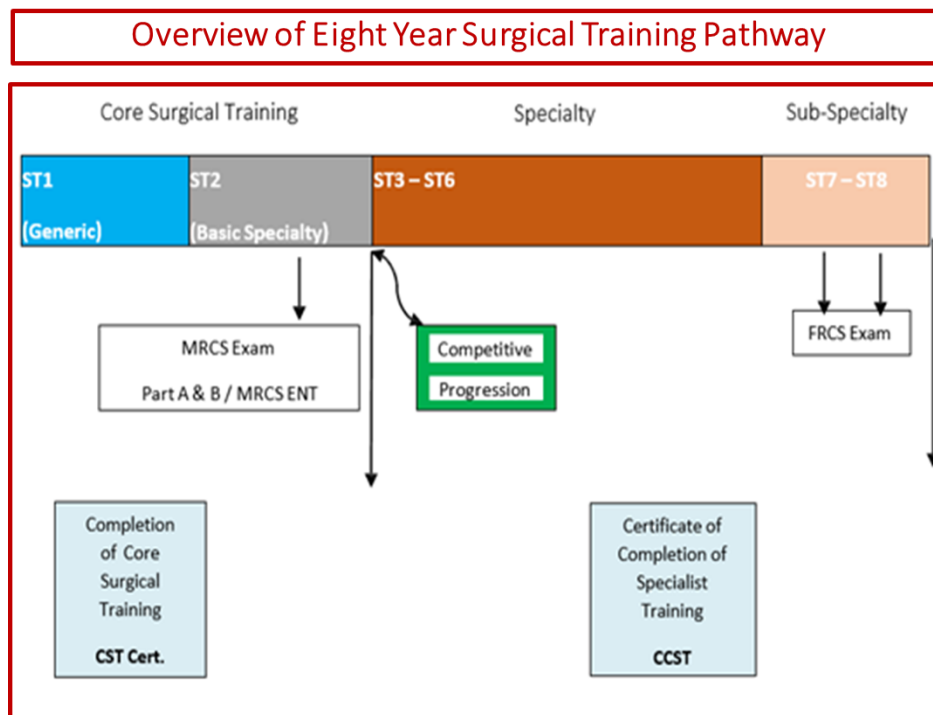 Overview of Eight Year Surgical Training Pathway
Core Surgical Training
Specialty
Sub-Specialty
ST1
(Generic)
ST2
(Basic Specialty)
ST3 – ST6
ST7 – ST8
MRCS Exam
Part A & B / MRCS ENT
Competitive
Progression
FRCS Exam
Completion
of Core
Surgical
Training
CST Cert.
Certificate of
Completion of
Specialist
Training
CCST